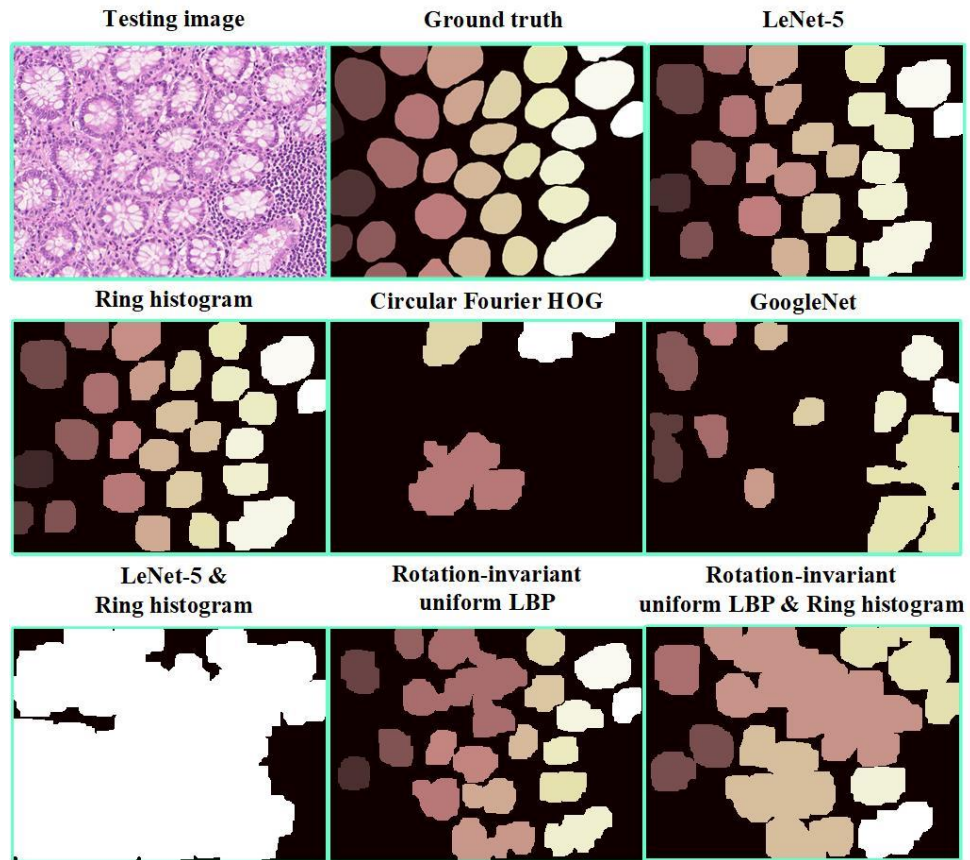 Testing image
Ground truth
LeNet-5
Ring histogram
Circular Fourier HOG
GoogleNet
LeNet-5 &
Ring histogram
Rotation-invariant
uniform LBP
Rotation-invariant
uniform LBP & Ring histogram